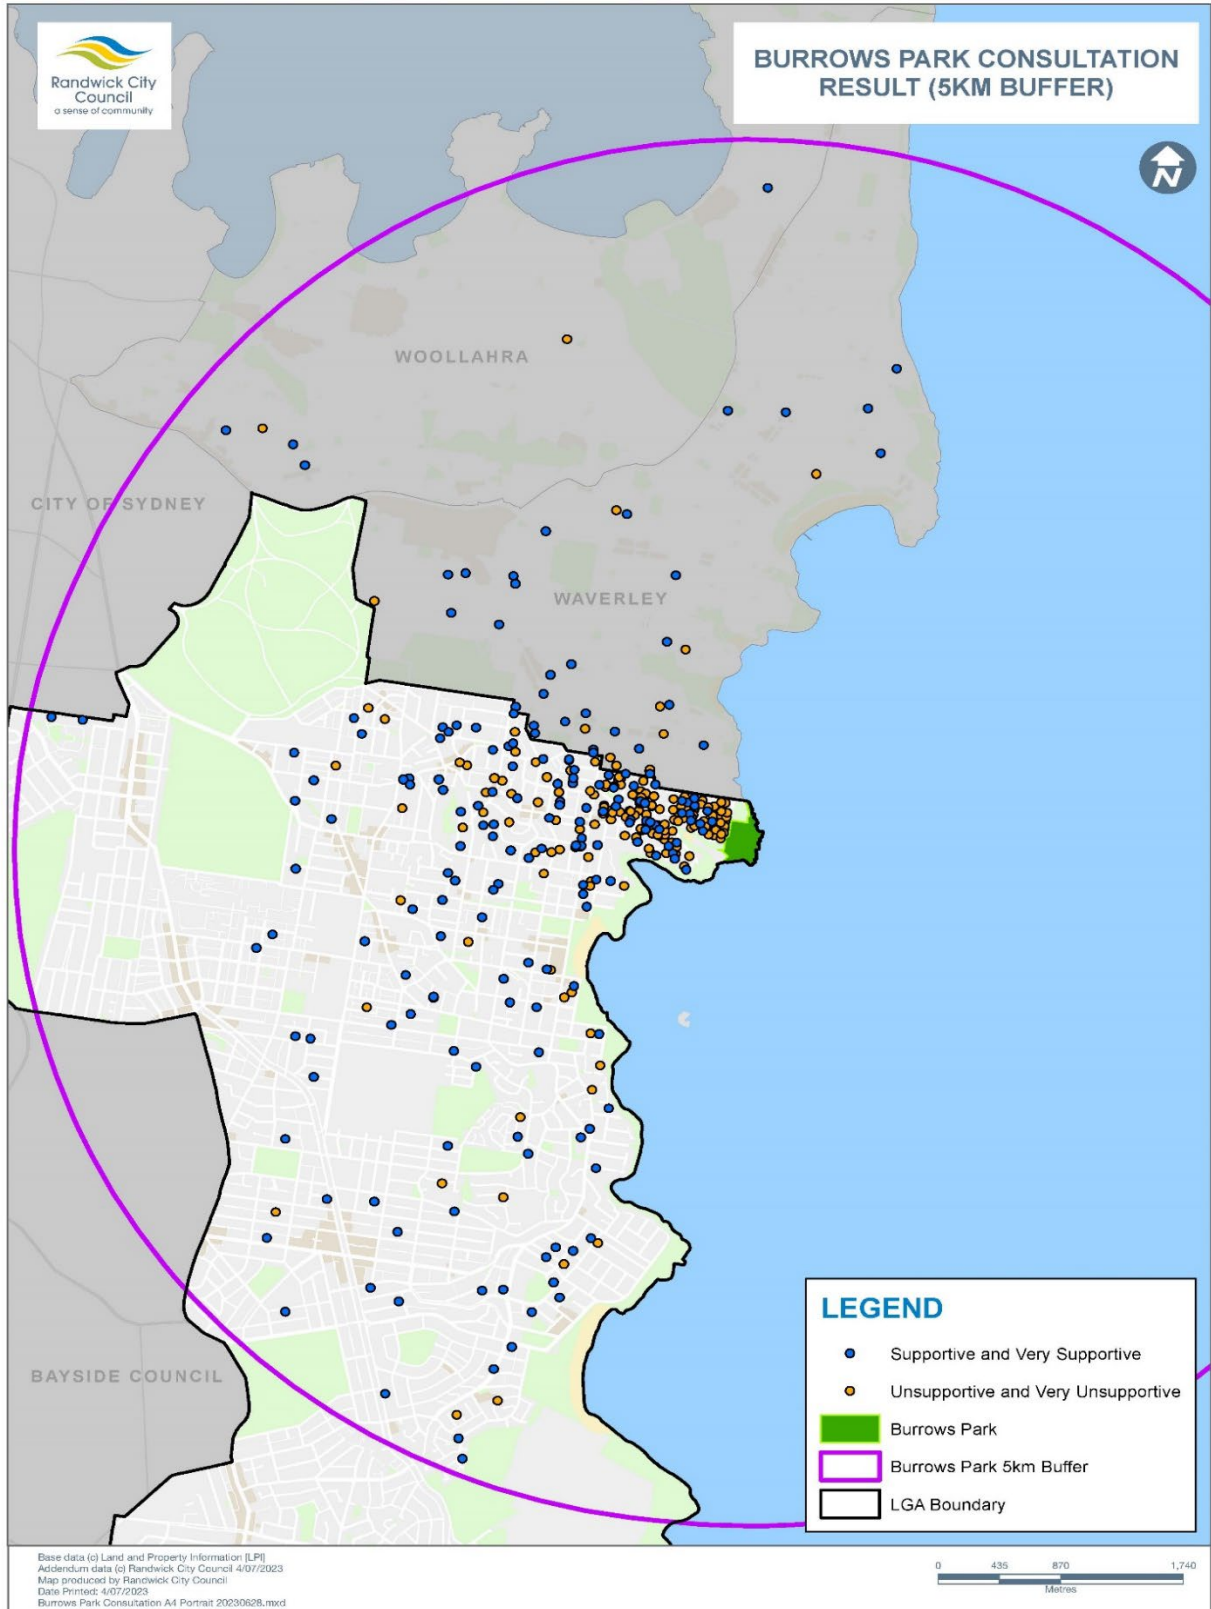 Randwick City
Council
a sense of community
BURROWS PARK CONSULTATION
RESULT (5KM BUFFER)
N
WOOLLAHRA
CITY OF SYDNEY
WAVERLEY
BAYSIDE COUNCIL
LEGEND
Supportive and Very Supportive
Unsupportive and Very Unsupportive
Burrows Park
Burrows Park 5km Buffer
LGA Boundary
Base data (c) Land and Property Information [LPI]
Addendum data (c) Randwick City Council 4/07/2023
Map produced by Randwick City Council
Date Printed: 4/07/2023
Burrows Park Consultation A4 Portrait 20230628.mxd
0 435 870 1,740
Metres